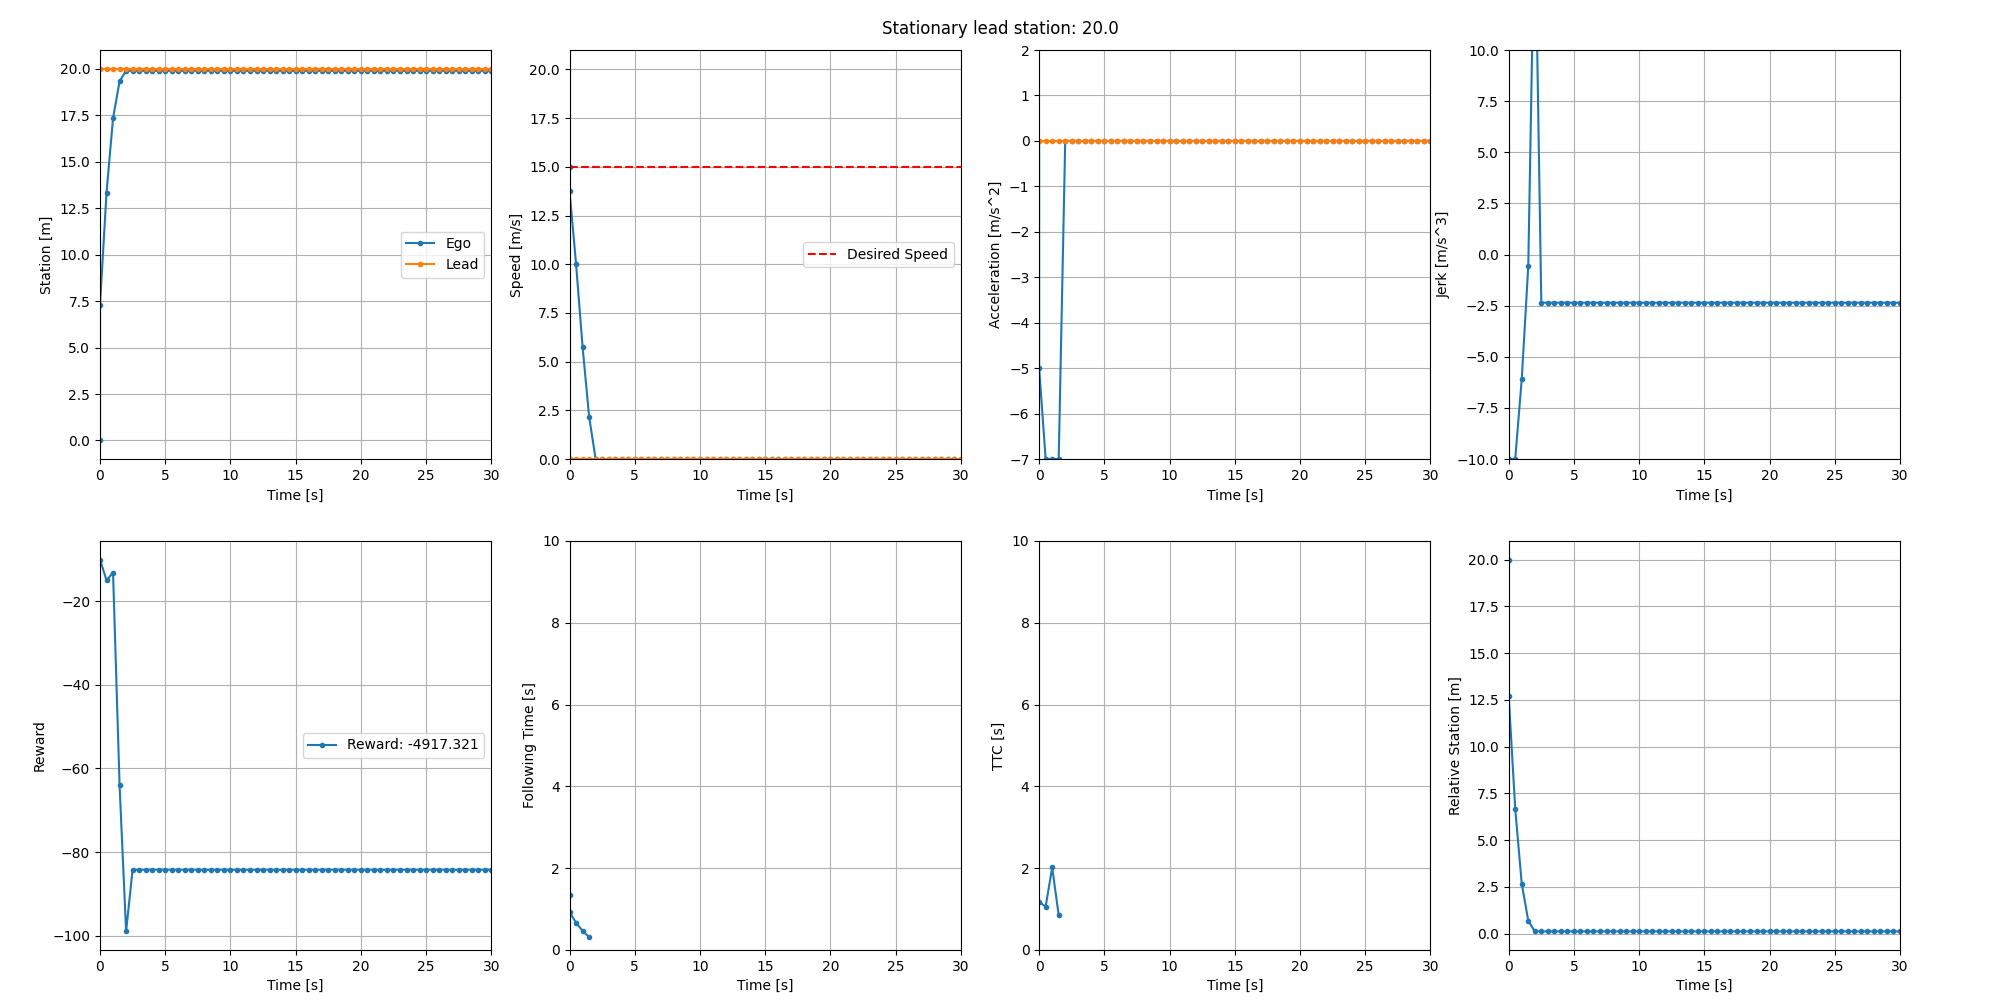 Stationary lead station: 20.0
20.0
17.5
15.0
12.5
10.0
7.5
5.0
2.5
0.0
Station [m]
Ego
Lead
0 5 10 15 20 25 30
Time [s]
20.0
17.5
15.0
12.5
10.0
7.5
5.0
2.5
0.0
Speed [m/s]
Desired Speed
0 5 10 15 20 25 30
Time [s]
2
1
0
−1
−2
−3
−4
−5
−6
−7
Acceleration [m/s^2]
0 5 10 15 20 25 30
Time [s]
10.0
7.5
5.0
2.5
0.0
−2.5
−5.0
−7.5
−10.0
Jerk [m/s^3]
0 5 10 15 20 25 30
Time [s]
−20
−40
−60
−80
−100
Reward
Reward: -4917.321
0 5 10 15 20 25 30
Time [s]
10
8
6
4
2
0
Following Time [s]
0 5 10 15 20 25 30
Time [s]
10
8
6
4
2
0
TTC [s]
0 5 10 15 20 25 30
Time [s]
20.0
17.5
15.0
12.5
10.0
7.5
5.0
2.5
0.0
Relative Station [m]
0 5 10 15 20 25 30
Time [s]